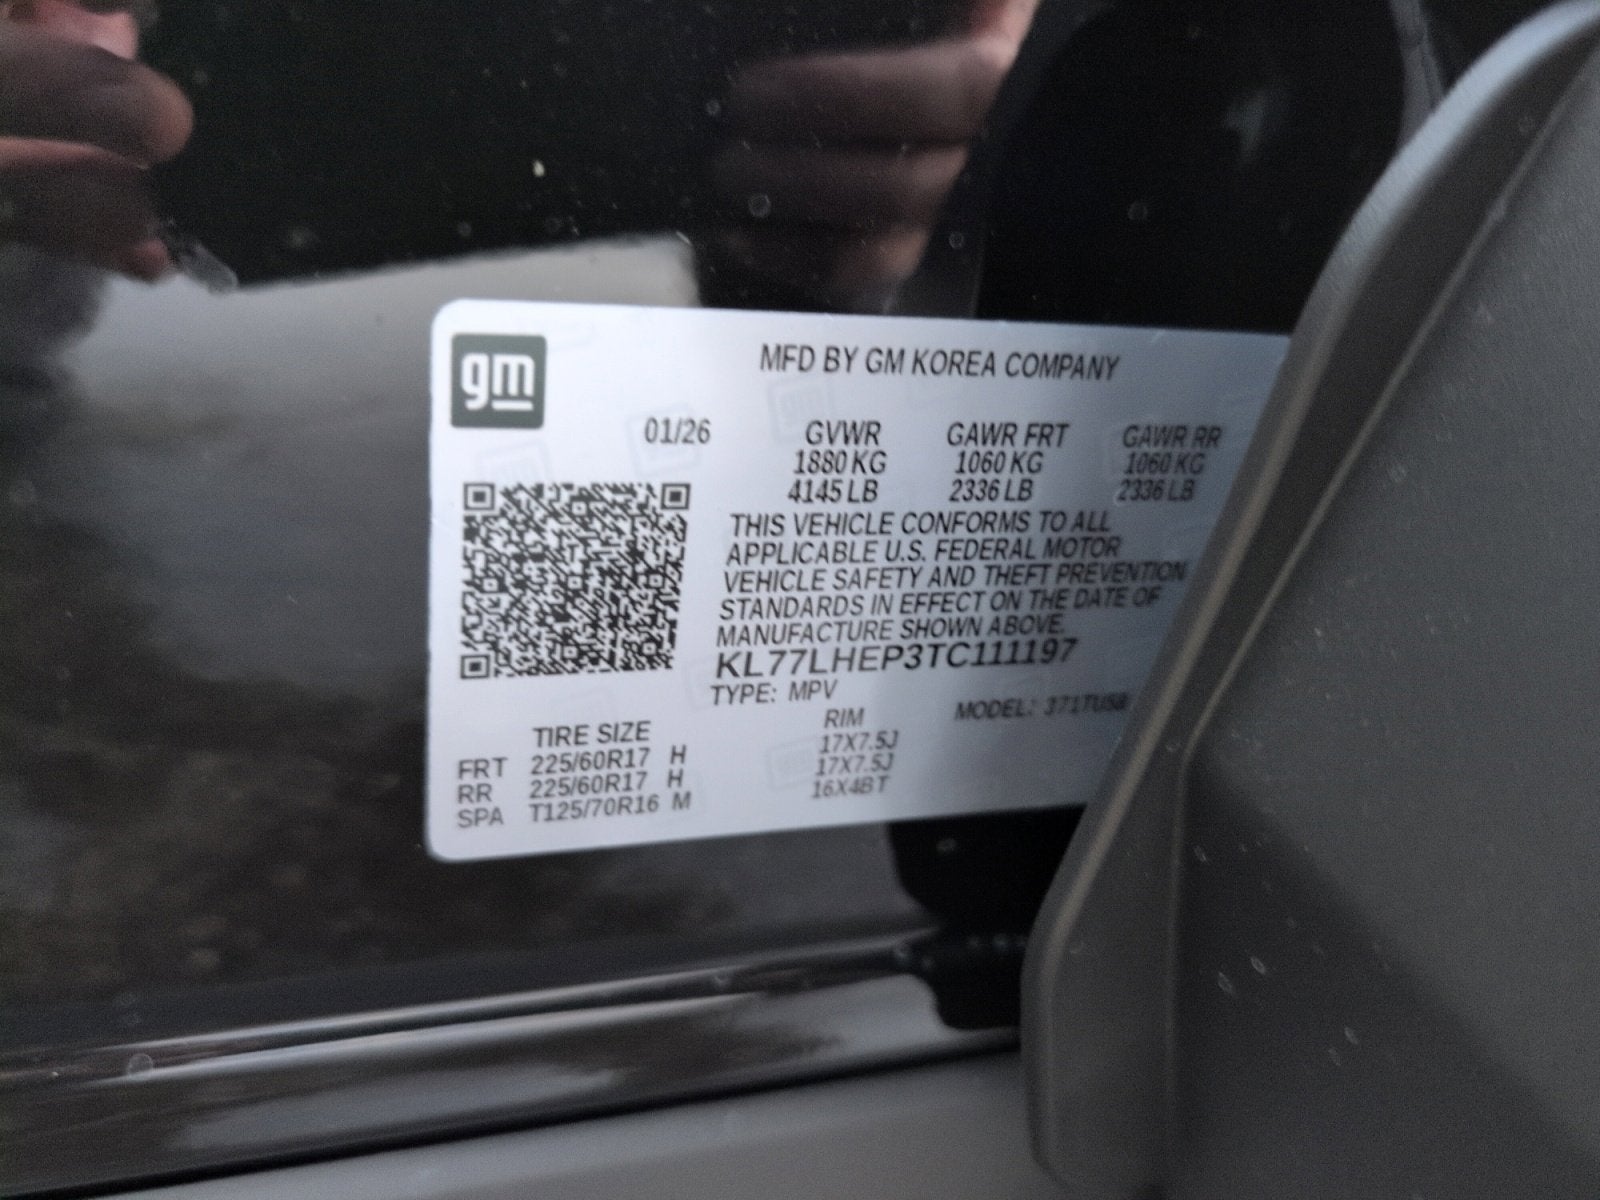 gm
MFD BY GM KOREA COMPANY
01/26 GVWR GAWR FRT GAWR RR
1880 KG 1060 KG 1060 KG
4145 LB 2336 LB 2336 LB
THIS VEHICLE CONFORMS TO ALL
APPLICABLE U.S. FEDERAL MOTOR
VEHICLE SAFETY AND THEFT PREVENTION
STANDARDS IN EFFECT ON THE DATE OF
MANUFACTURE SHOWN ABOVE.
KL77LHEP3TC111197
TYPE: MPV MODEL:
TIRE SIZE RIM
FRT 225/60R17 H 17X7.5J
RR 225/60R17 H 17X7.5J
SPA T125/70R16 M 16X4BT